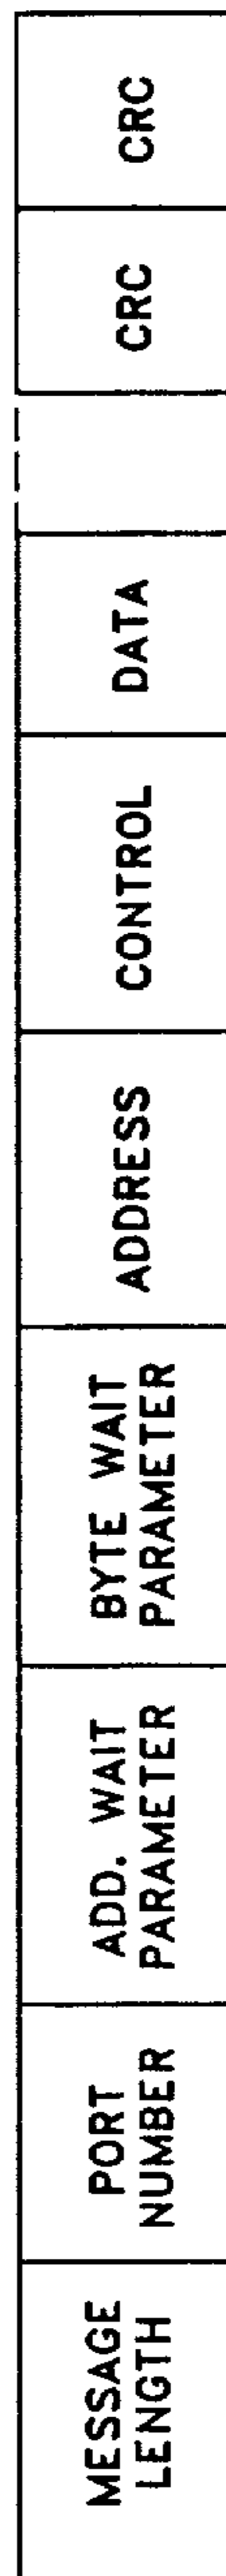 MESSAGE
LENGTH
PORT
NUMBER
ADD. WAIT
PARAMETER
BYTE WAIT
PARAMETER
ADDRESS
CONTROL
DATA
CRC
CRC